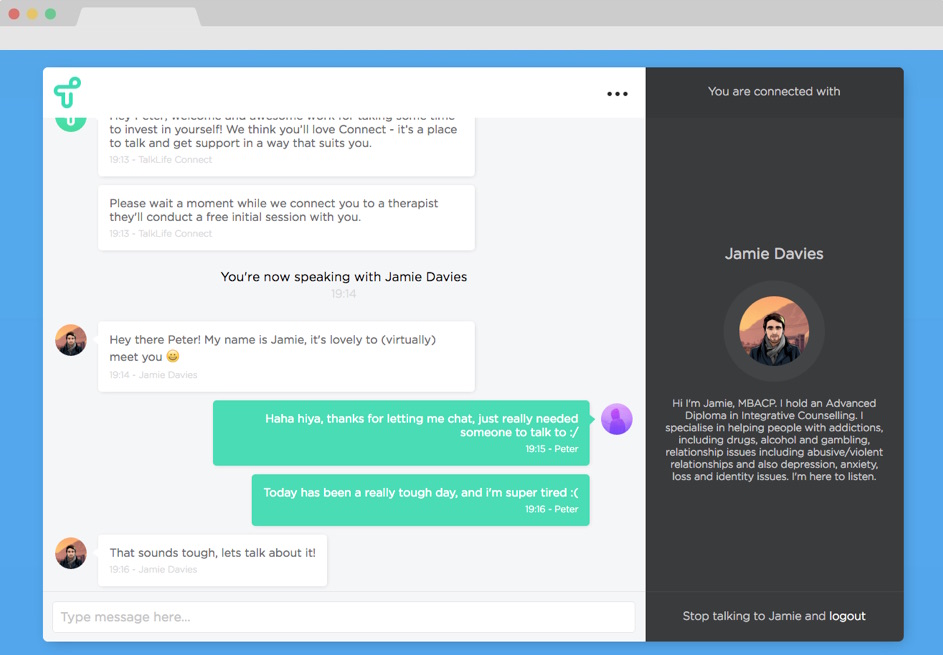 You are connected with
Hey Peter, welcome and awesome work for taking some time
to invest in yourself! We think you'll love Connect - it's a place
to talk and get support in a way that suits you.
19:13 - TalkLife Connect
Please wait a moment while we connect you to a therapist
they'll conduct a free initial session with you.
19:13 - TalkLife Connect
You're now speaking with Jamie Davies
19:14
Hey there Peter! My name is Jamie, it's lovely to (virtually)
meet you 😀
19:14 - Jamie Davies
Haha hiya, thanks for letting me chat, just really needed
someone to talk to :/
19:15 - Peter
Today has been a really tough day, and i'm super tired :(
19:16 - Peter
That sounds tough, lets talk about it!
19:16 - Jamie Davies
Type message here...
Jamie Davies
Hi I'm Jamie, MBACP. I hold an Advanced
Diploma in Integrative Counselling. I
specialise in helping people with addictions,
including drugs, alcohol and gambling,
relationship issues including abusive/violent
relationships and also depression, anxiety,
loss and identity issues. I'm here to listen.
Stop talking to Jamie and logout